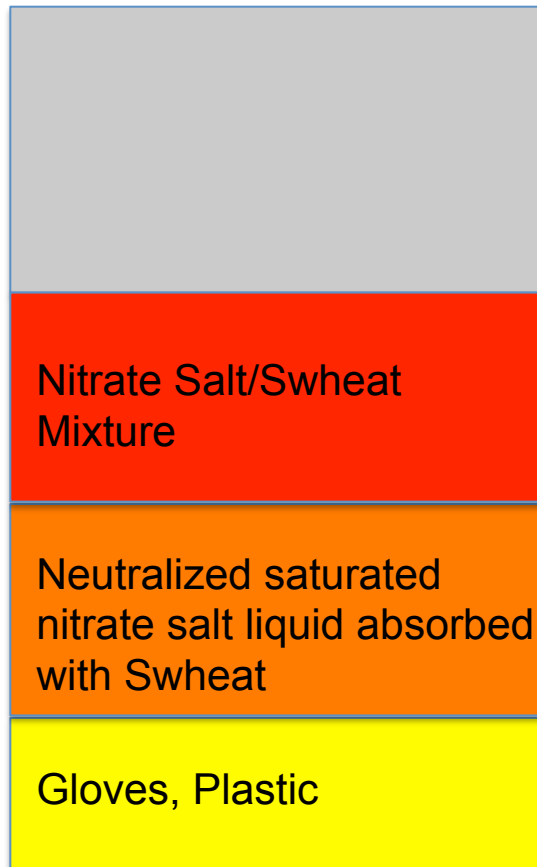 Nitrate Salt/Swheat
Mixture
Neutralized saturated
nitrate salt liquid absorbed
with Swheat
Gloves, Plastic